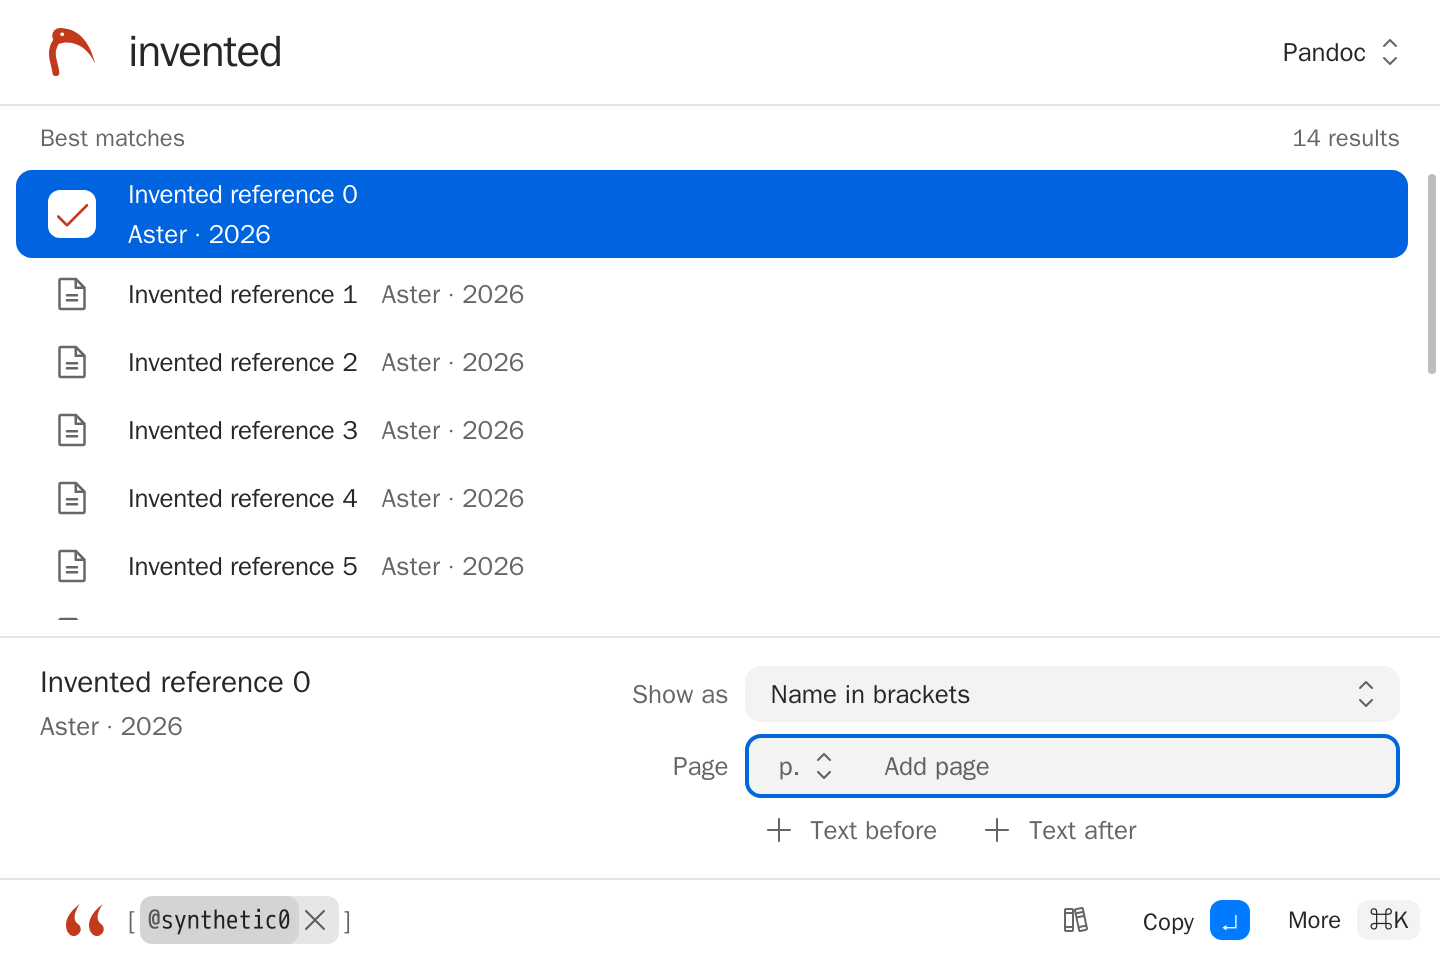 invented
Pandoc
Best matches
14 results
Invented reference 0
Aster · 2026
Invented reference 1 Aster · 2026
Invented reference 2 Aster · 2026
Invented reference 3 Aster · 2026
Invented reference 4 Aster · 2026
Invented reference 5 Aster · 2026
Invented reference 0
Aster · 2026
Show as Name in brackets
Page p. Add page
Text before Text after
[ @synthetic0 ]
Copy More ⌘K